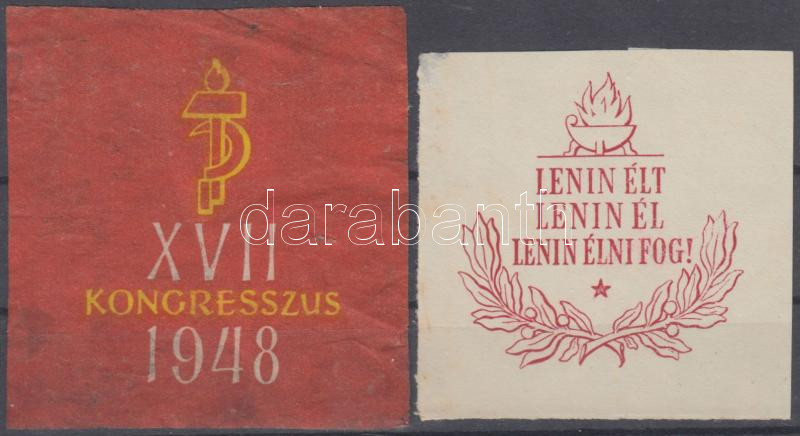 XVII
KONGRESSZUS
1948
LENIN ÉLT
LENIN ÉL
LENIN ÉLNI FOG!
darabanth